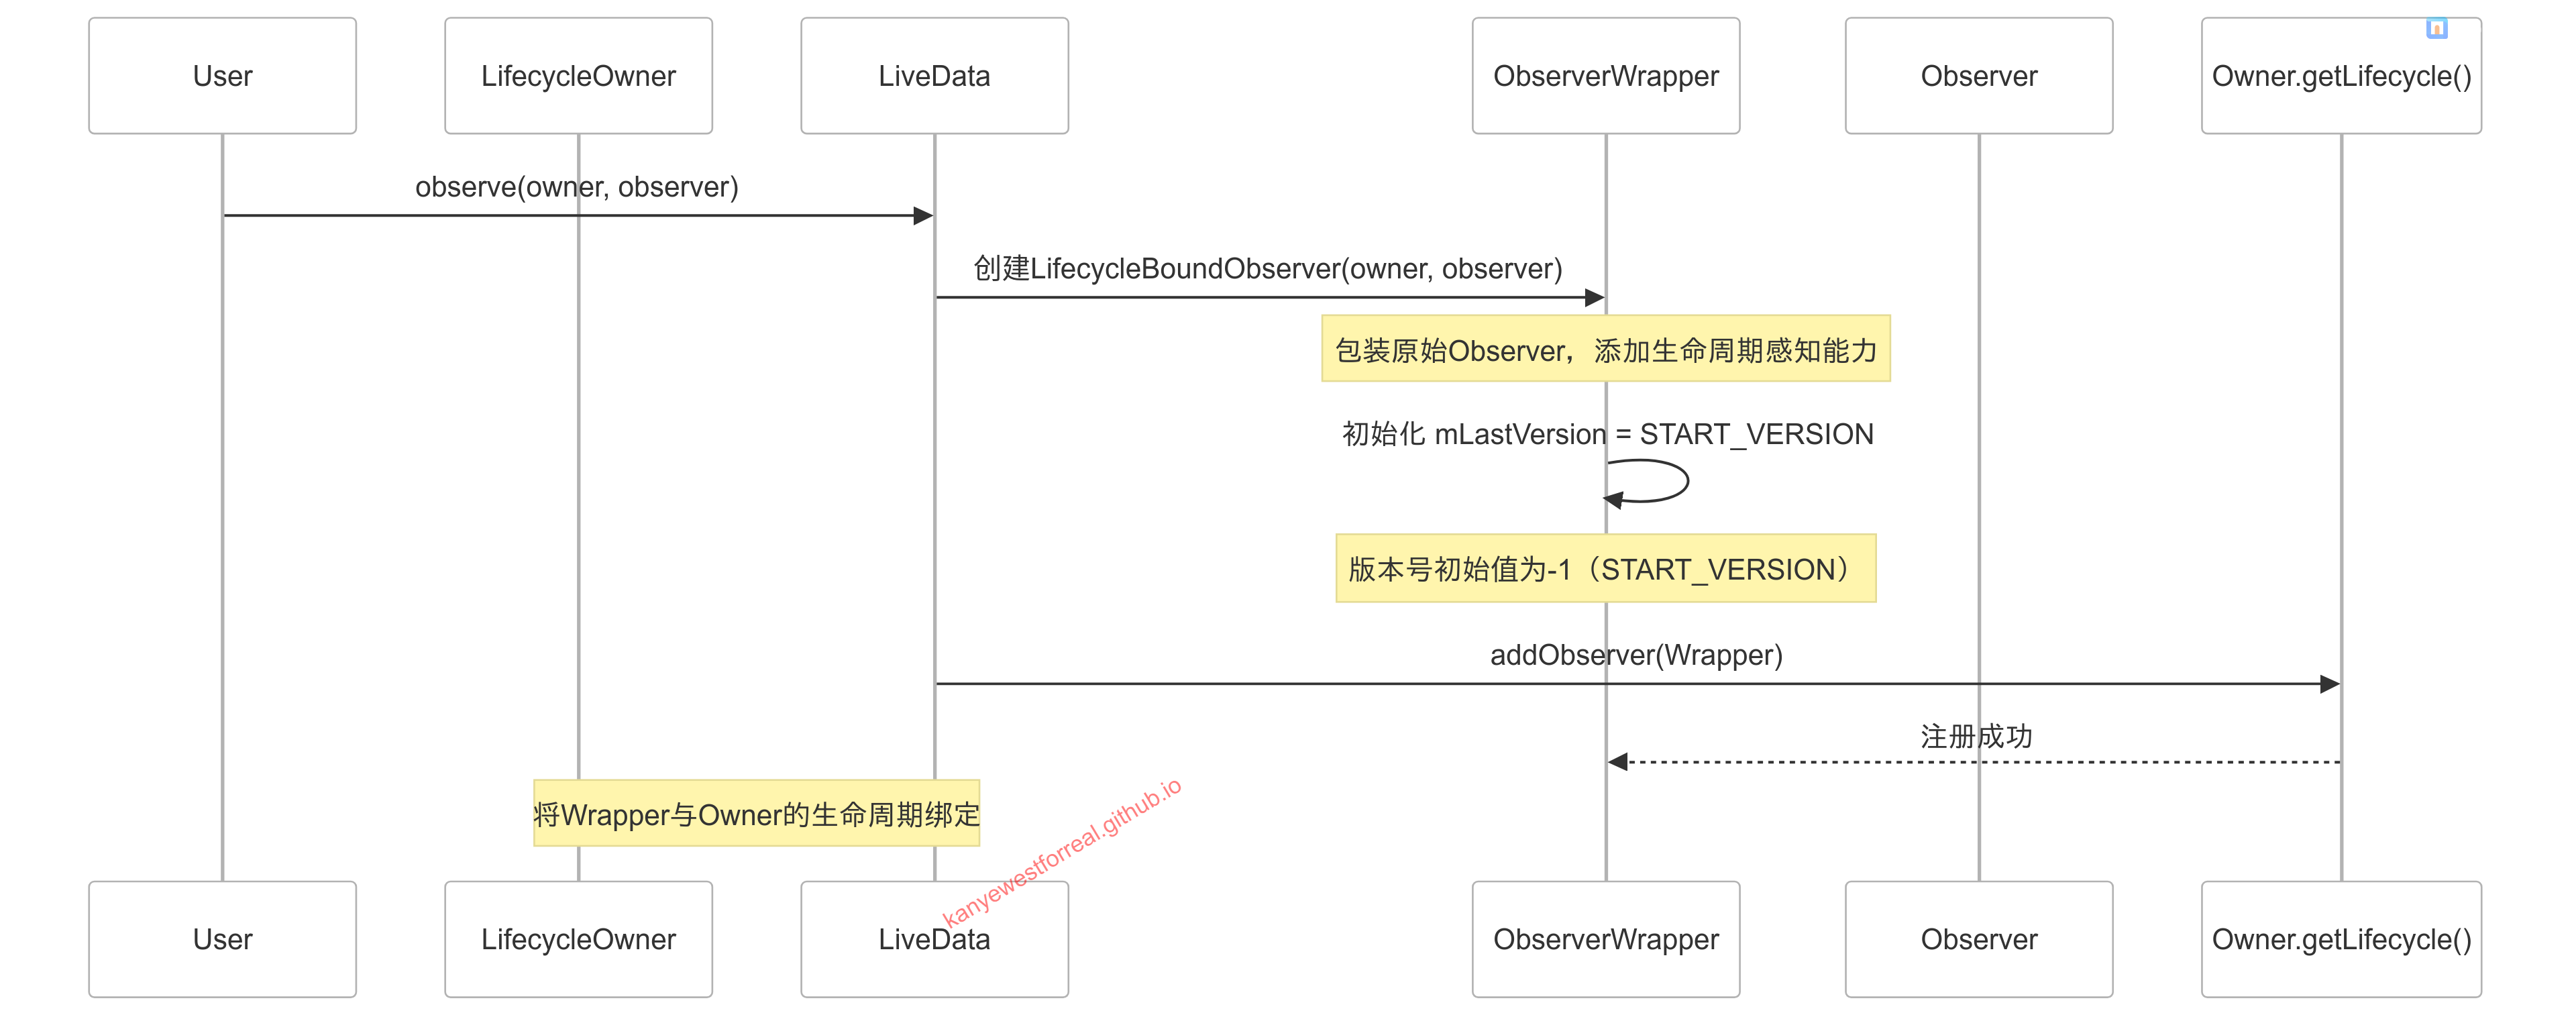 User
LifecycleOwner
LiveData
ObserverWrapper
Observer
Owner.getLifecycle()
observe(owner, observer)
创建LifecycleBoundObserver(owner, observer)
包装原始Observer，添加生命周期感知能力
初始化 mLastVersion = START_VERSION
版本号初始值为-1（START_VERSION）
addObserver(Wrapper)
注册成功
将Wrapper与Owner的生命周期绑定
kanyewestforreal.github.io
User
LifecycleOwner
LiveData
ObserverWrapper
Observer
Owner.getLifecycle()